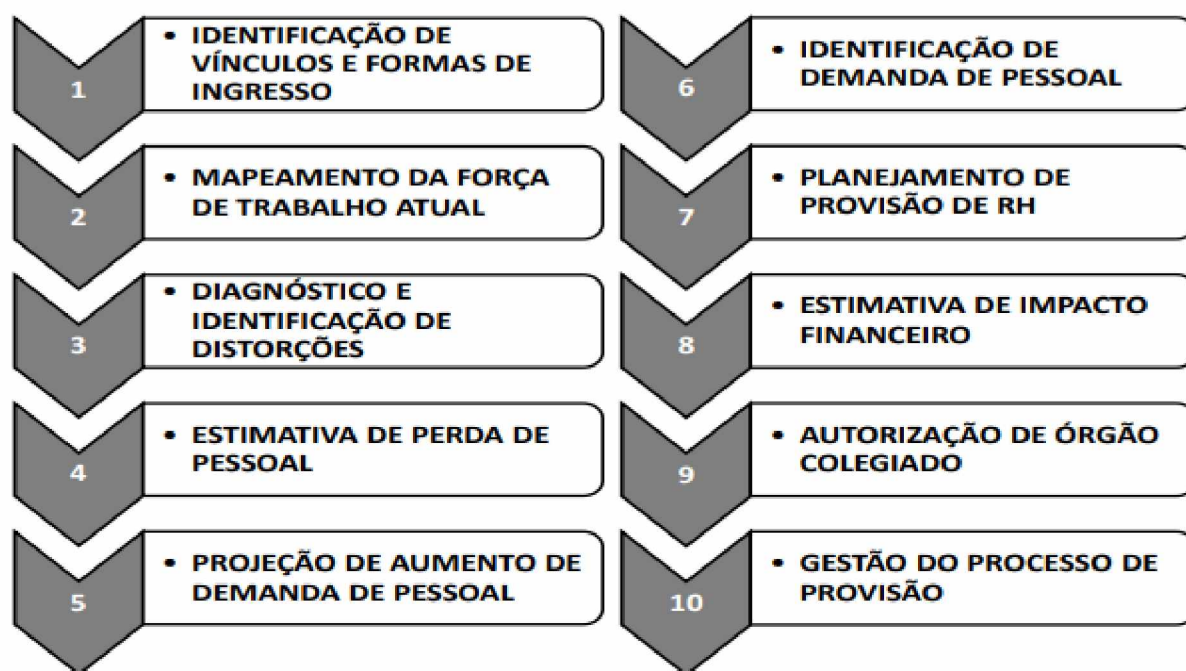 1
• IDENTIFICAÇÃO DE
VÍNCULOS E FORMAS DE
INGRESSO
2
• MAPEAMENTO DA FORÇA
DE TRABALHO ATUAL
3
• DIAGNÓSTICO E
IDENTIFICAÇÃO DE
DISTORÇÕES
4
• ESTIMATIVA DE PERDA DE
PESSOAL
5
• PROJEÇÃO DE AUMENTO DE
DEMANDA DE PESSOAL
6
• IDENTIFICAÇÃO DE
DEMANDA DE PESSOAL
7
• PLANEJAMENTO DE
PROVISÃO DE RH
8
• ESTIMATIVA DE IMPACTO
FINANCEIRO
9
• AUTORIZAÇÃO DE ÓRGÃO
COLEGIADO
10
• GESTÃO DO PROCESSO DE
PROVISÃO